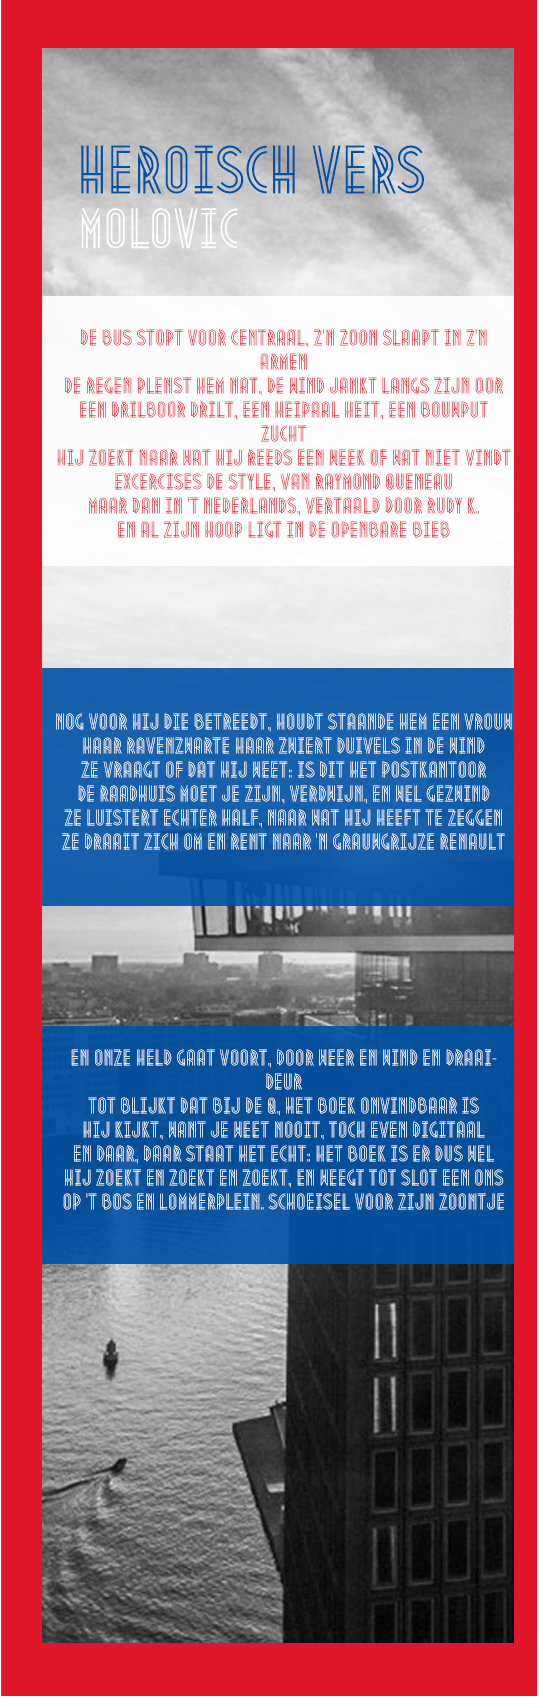 HEROISCH VERS
MOLOVIC
DE BUS STOPT VOOR CENTRAAL, Z'N ZOON SLAAPT IN Z'N
ARMEN
DE REGEN PLENST HEM NAT, DE WIND JANKT LANGS ZIJN OOR
EEN DRILBOOR DRILT, EEN HEIPAAL HEIT, EEN BOUWPUT
ZUCHT
HIJ ZOEKT NAAR WAT HIJ REEDS EEN WEEK OF WAT NIET VINDT
EXCERCISES DE STYLE, VAN RAYMOND QUENEAU
MAAR DAN IN 'T NEDERLANDS, VERTAALD DOOR RUDY K.
EN AL ZIJN HOOP LIGT IN DE OPENBARE BIEB
NOG VOOR HIJ DIE BETREEDT, HOUDT STAANDE HEM EEN VROUW
HAAR RAVENZWARTE HAAR ZWIERT DUIVELS IN DE WIND
ZE VRAAGT OF DAT HIJ WEET: IS DIT HET POSTKANTOOR
DE RAADHUIS MOET JE ZIJN, VERDWIJN, EN WEL GEZWIND
ZE LUISTERT ECHTER HALF, NAAR WAT HIJ HEEFT TE ZEGGEN
ZE DRAAIT ZICH OM EN RENT NAAR 'N GRAUWGRIJZE RENAULT
EN ONZE HELD GAAT VOORT, DOOR WEER EN WIND EN DRAAI-
DEUR
TOT BLIJKT DAT BIJ DE Q, HET BOEK ONVINDBAAR IS
HIJ KIJKT, WANT JE WEET NOOIT, TOCH EVEN DIGITAAL
EN DAAR, DAAR STAAT HET ECHT: HET BOEK IS ER DUS WEL
HIJ ZOEKT EN ZOEKT EN ZOEKT, EN WEEGT TOT SLOT EEN ONS
OP 'T BOS EN LOMMERPLEIN. SCHOEISEL VOOR ZIJN ZOONTJE